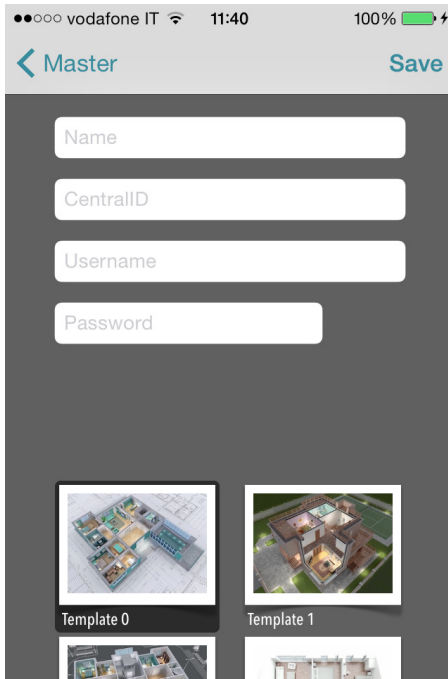 vodafone IT 11:40 100%
Master Save
Name
CentralID
Username
Password
Template 0 Template 1